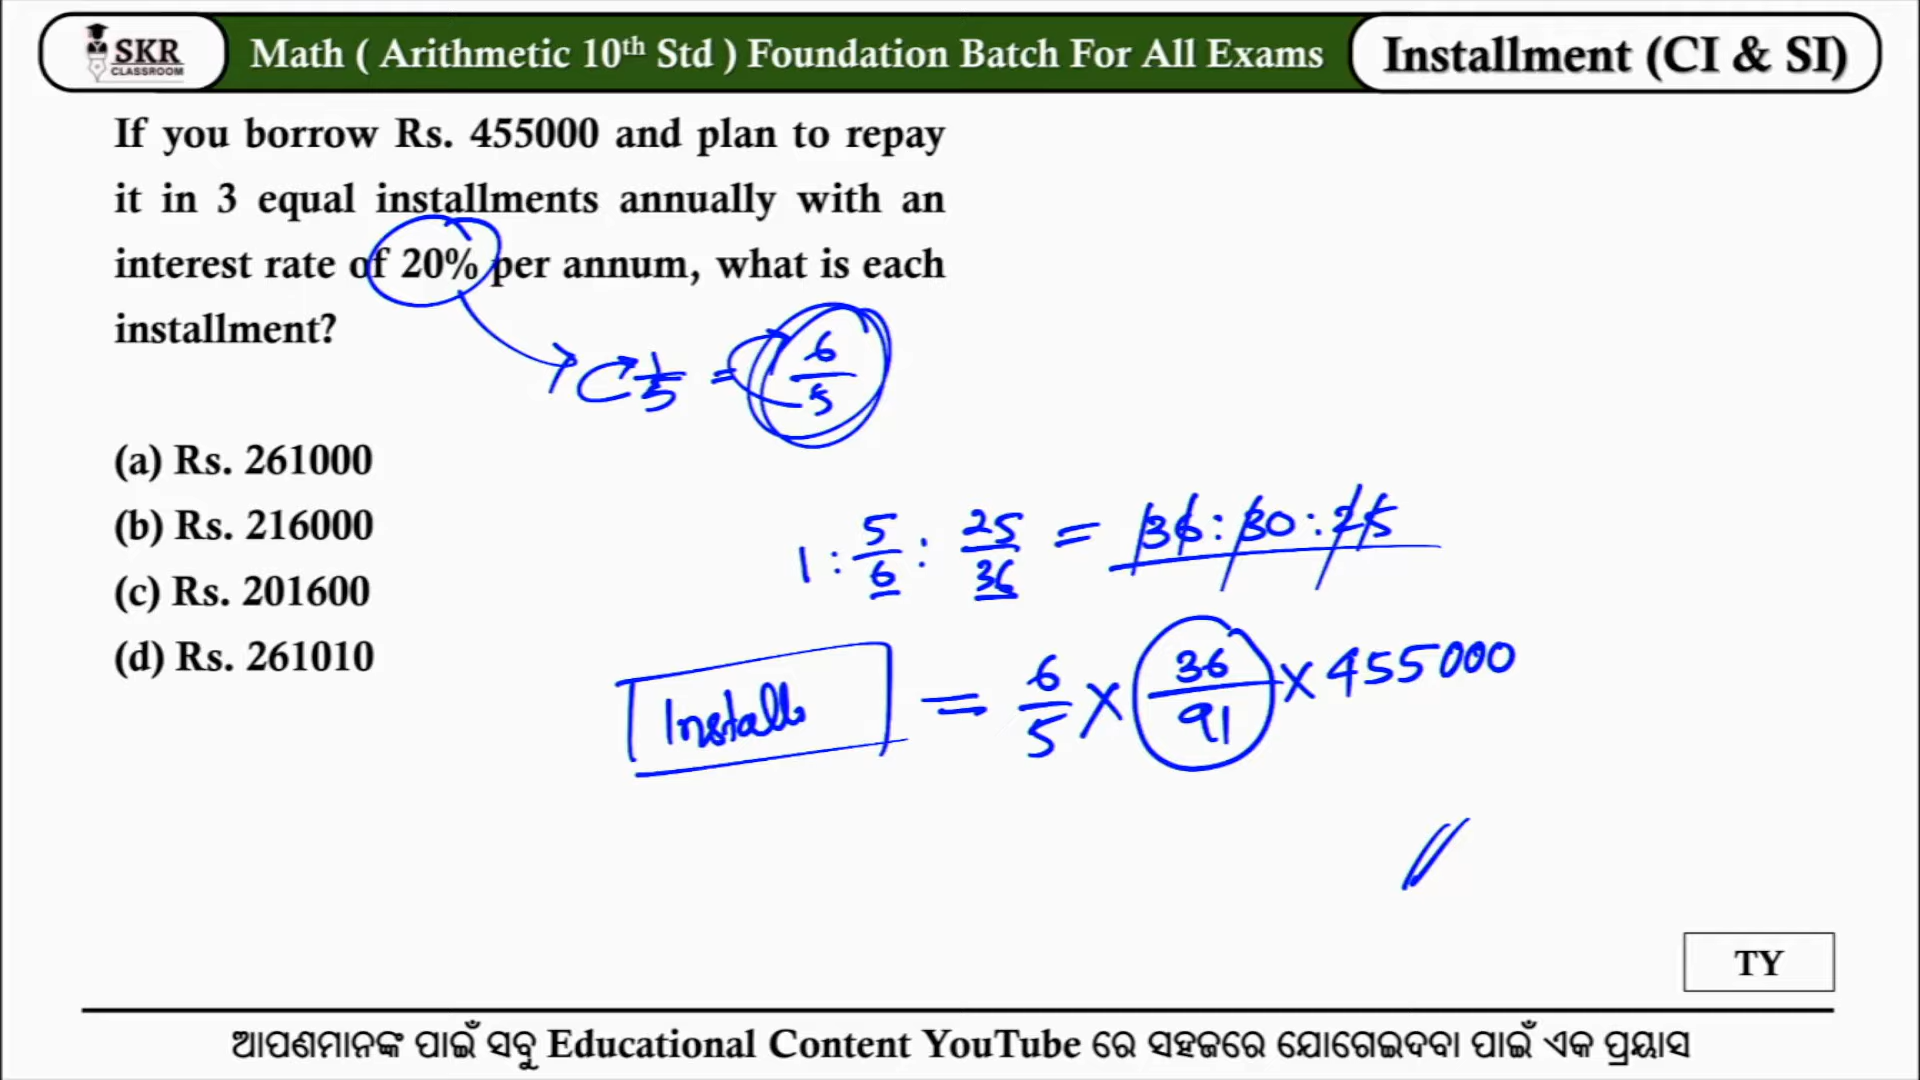 SKR
CLASSROOM
Math ( Arithmetic 10th Std ) Foundation Batch For All Exams
Installment (CI & SI)
If you borrow Rs. 455000 and plan to repay
it in 3 equal installments annually with an
interest rate of 20% per annum, what is each
installment?
1/5 = 6/5
(a) Rs. 261000
(b) Rs. 216000
(c) Rs. 201600
(d) Rs. 261010
1 : 5/6 : 25/36 = 36 : 30 : 25
Install = 6/5 × 36/91 × 455000
TY
ଆପଣମାନଙ୍କ ପାଇଁ ସବୁ Educational Content YouTube ରେ ସହଜରେ ଯୋଗେଇଦବା ପାଇଁ ଏକ ପ୍ରୟାସ